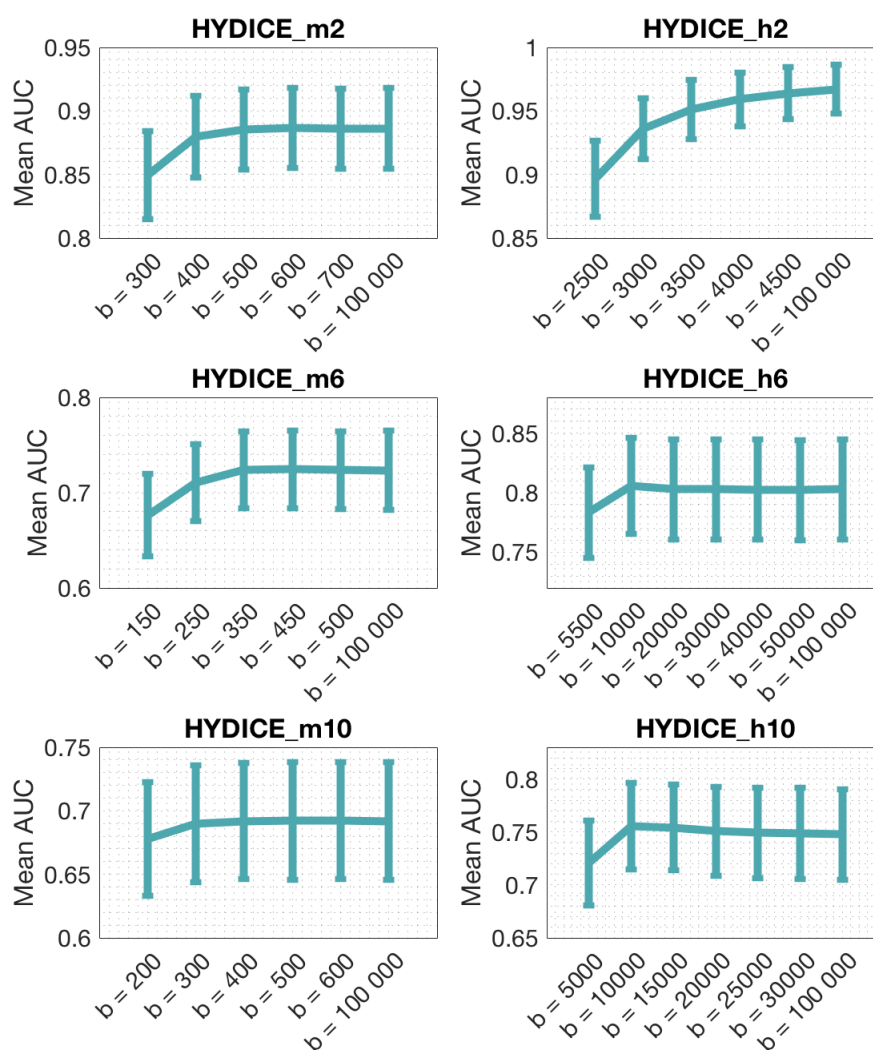 HYDICE_m2
Mean AUC
0.95
0.9
0.85
0.8
b = 300
b = 400
b = 500
b = 600
b = 700
b = 100 000
HYDICE_h2
Mean AUC
1
0.95
0.9
0.85
b = 2500
b = 3000
b = 3500
b = 4000
b = 4500
b = 100 000
HYDICE_m6
Mean AUC
0.8
0.7
0.6
b = 150
b = 250
b = 350
b = 450
b = 500
b = 100 000
HYDICE_h6
Mean AUC
0.85
0.8
0.75
b = 5500
b = 10000
b = 20000
b = 30000
b = 40000
b = 50000
b = 100 000
HYDICE_m10
Mean AUC
0.75
0.7
0.65
0.6
b = 200
b = 300
b = 400
b = 500
b = 600
b = 100 000
HYDICE_h10
Mean AUC
0.8
0.75
0.7
0.65
b = 5000
b = 10000
b = 15000
b = 20000
b = 25000
b = 30000
b = 100 000